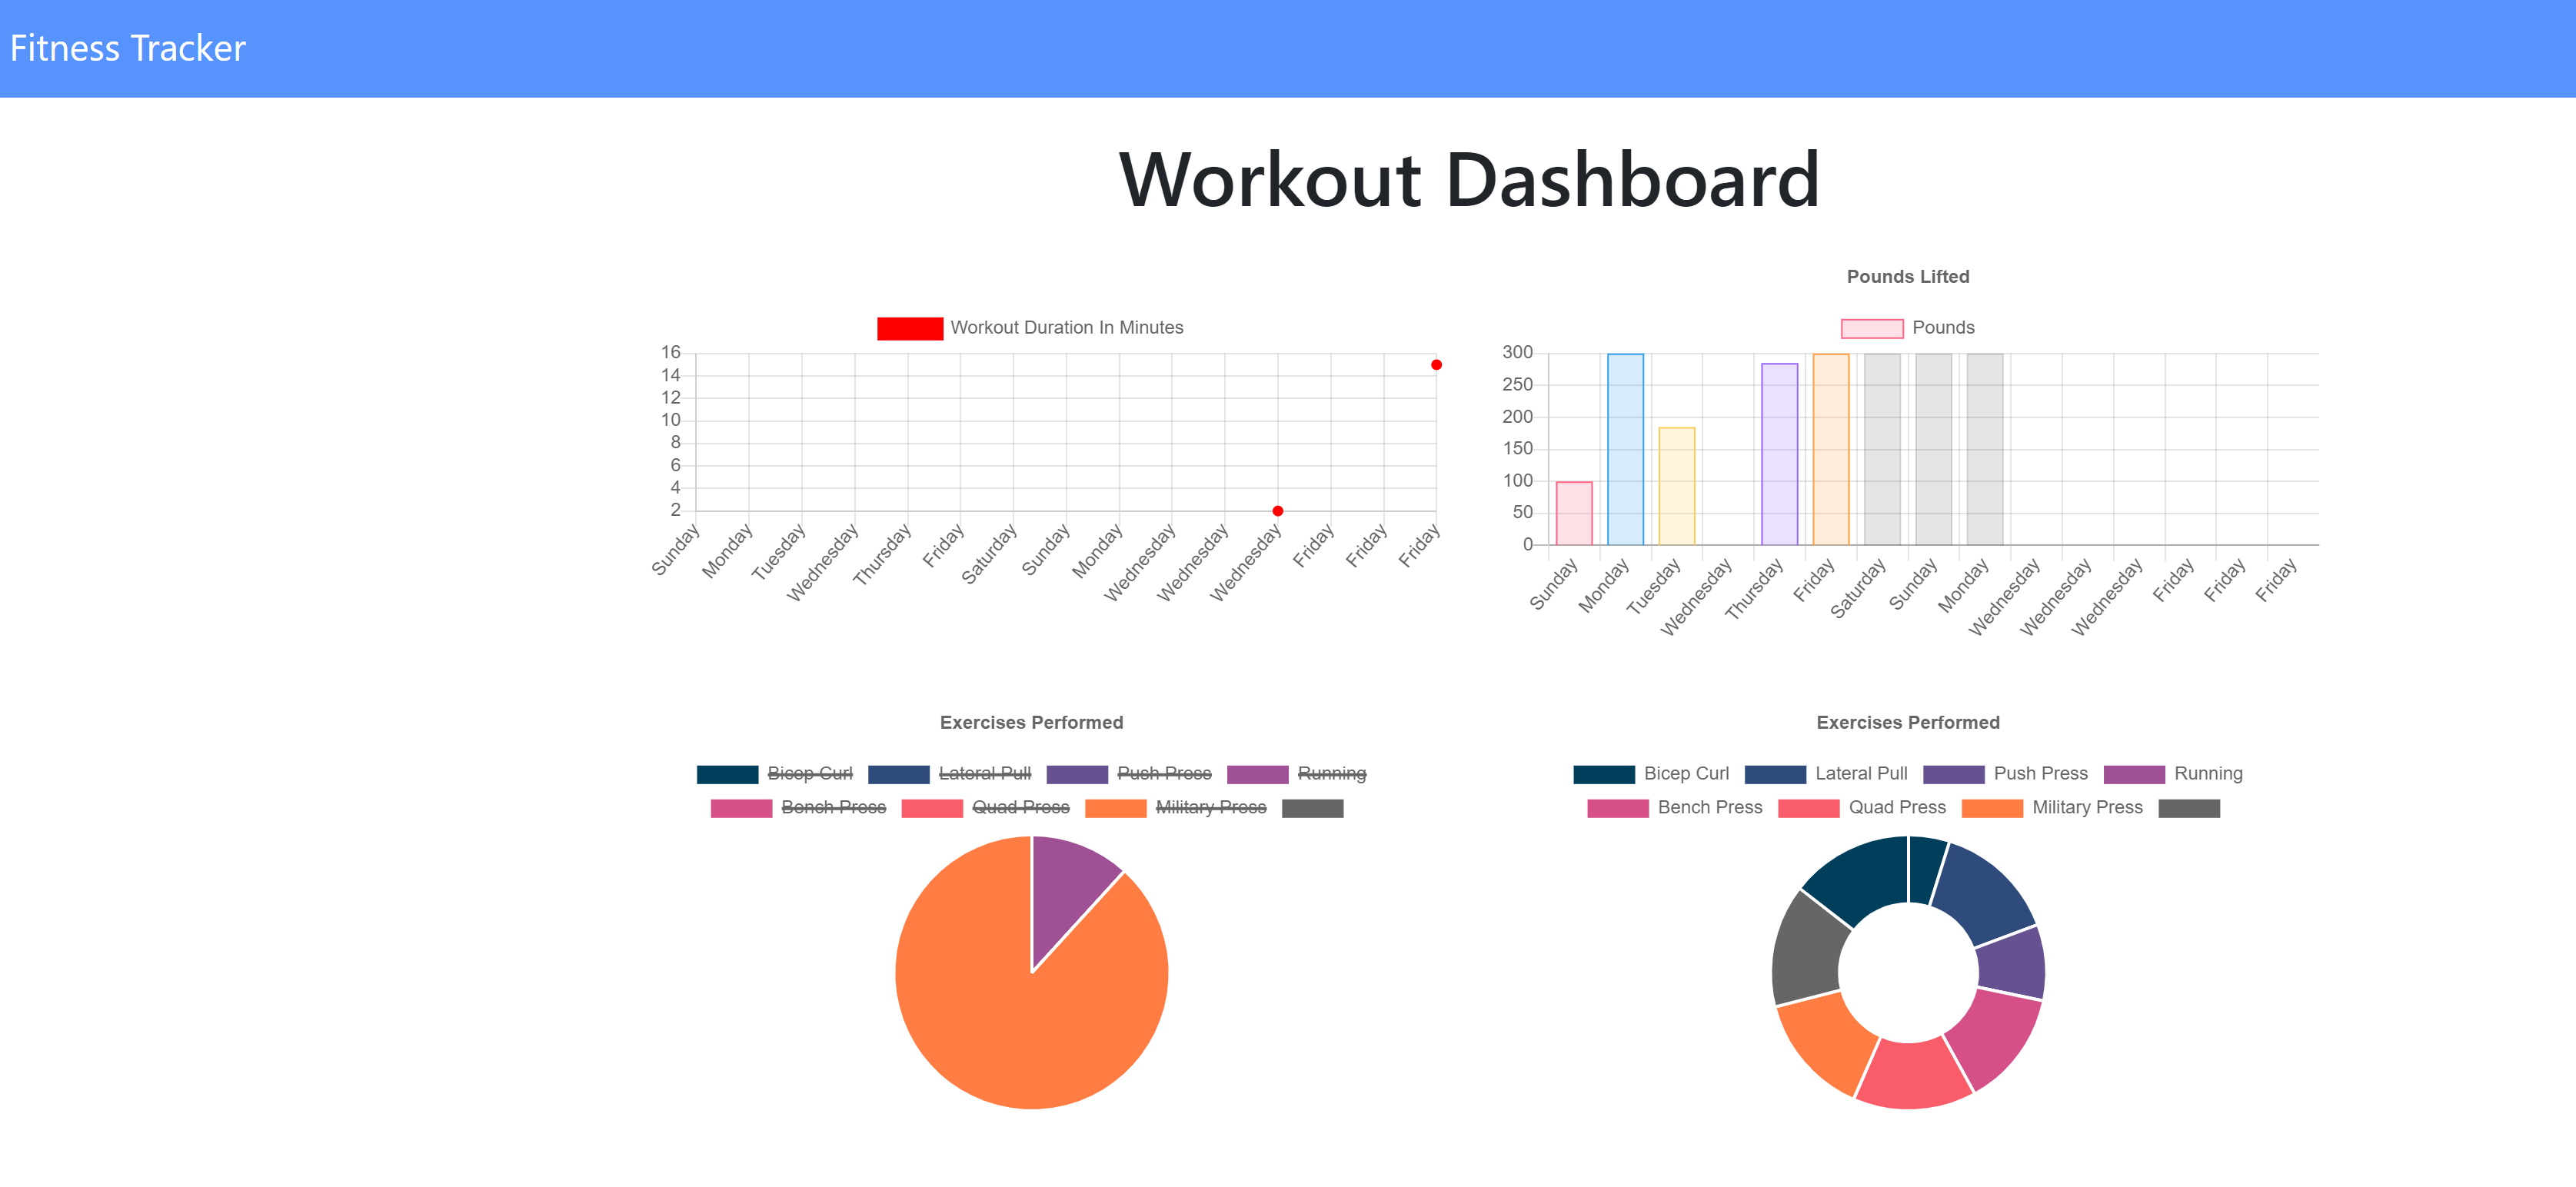 Fitness Tracker
Workout Dashboard
Workout Duration In Minutes
16
14
12
10
8
6
4
2
Sunday Monday Tuesday Wednesday Thursday Friday Saturday Sunday Monday Wednesday Wednesday Wednesday Friday Friday Friday
Pounds Lifted
Pounds
300
250
200
150
100
50
0
Sunday Monday Tuesday Wednesday Thursday Friday Saturday Sunday Monday Wednesday Wednesday Wednesday Friday Friday Friday
Exercises Performed
Bicep Curl Lateral Pull Push Press Running
Bench Press Quad Press Military Press
Exercises Performed
Bicep Curl Lateral Pull Push Press Running
Bench Press Quad Press Military Press